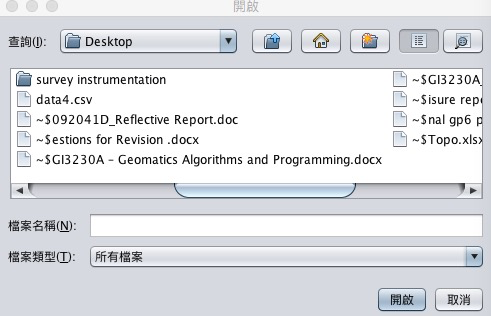 開啟
查詢(I): Desktop
survey instrumentation
data4.csv
~$092041D_Reflective Report.doc
~$estions for Revision .docx
~$GI3230A – Geomatics Algorithms and Programming.docx
~$GI3230A
~$isure repo
~$nal gp6 p
~$Topo.xlsx
檔案名稱(N):
檔案類型(T): 所有檔案
開啟 取消